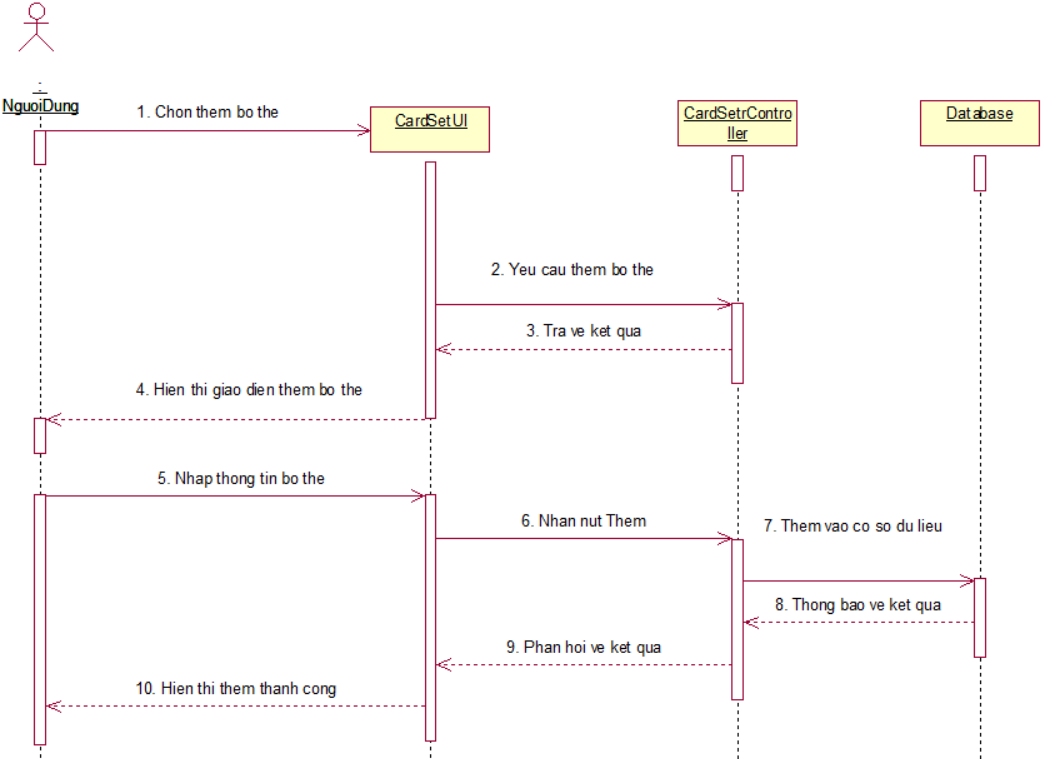 :
NguoiDung
1. Chon them bo the
CardSetUI
CardSetrContro
ller
Database
2. Yeu cau them bo the
3. Tra ve ket qua
4. Hien thi giao dien them bo the
5. Nhap thong tin bo the
6. Nhan nut Them
7. Them vao co so du lieu
8. Thong bao ve ket qua
9. Phan hoi ve ket qua
10. Hien thi them thanh cong